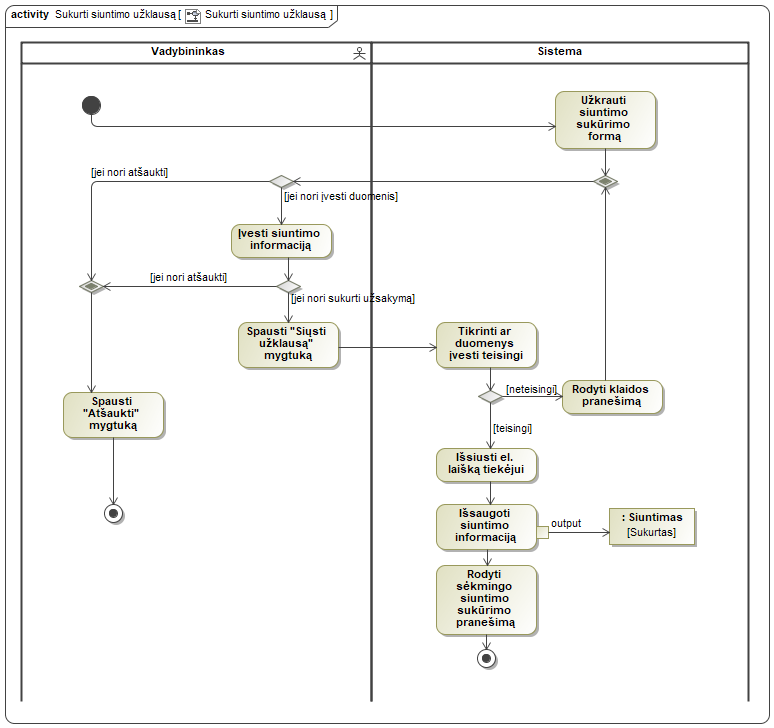 activity Sukurti siuntimo užklausą [ Sukurti siuntimo užklausą ]
Vadybininkas
Sistema
Užkrauti
siuntimo
sukūrimo
formą
[jei nori atšaukti]
[jei nori įvesti duomenis]
Įvesti siuntimo
informaciją
[jei nori atšaukti]
[jei nori sukurti užsakymą]
Spausti "Siųsti
užklausą"
mygtuką
Tikrinti ar
duomenys
įvesti teisingi
[neteisingi]
Rodyti klaidos
pranešimą
Spausti
"Atšaukti"
mygtuką
[teisingi]
Išsiusti el.
laišką tiekėjui
Išsaugoti
siuntimo
informaciją
output
: Siuntimas
[Sukurtas]
Rodyti
sėkmingo
siuntimo
sukūrimo
pranešimą